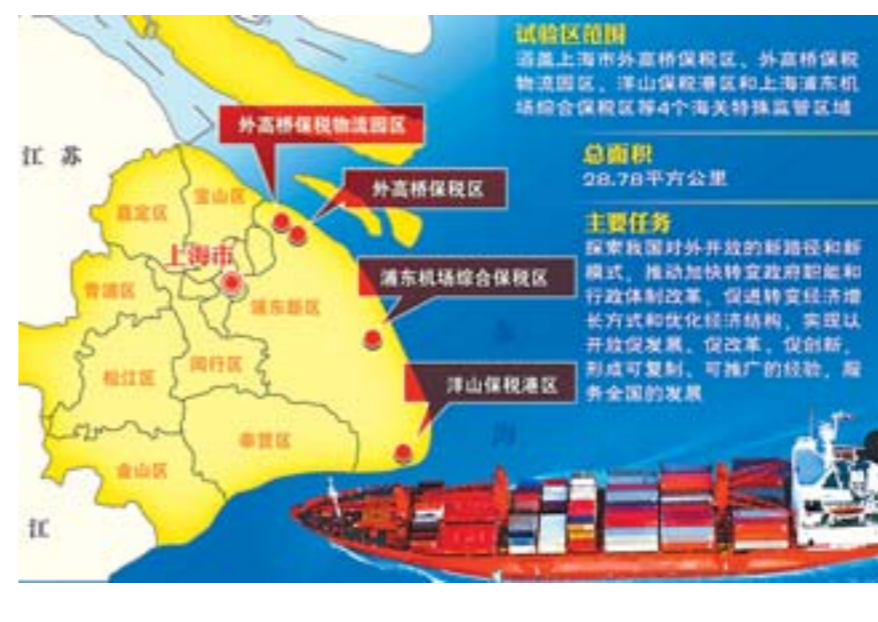 试验区范围
涵盖上海市外高桥保税区、外高桥保税
物流园区、洋山保税港区和上海浦东机
场综合保税区等4个海关特殊监管区域
外高桥保税物流园区
江苏
总面积
28.78平方公里
外高桥保税区
宝山区
嘉定区
主要任务
探索我国对外开放的新路径和新
模式，推动加快转变政府职能和
行政体制改革，促进转变经济增
长方式和优化经济结构，实现以
开放促发展、促改革、促创新，
形成可复制、可推广的经验，服
务全国的发展
上海市
浦东机场综合保税区
青浦区
浦东新区
东
闵行区
松江区
洋山保税港区
海
奉贤区
金山区
江